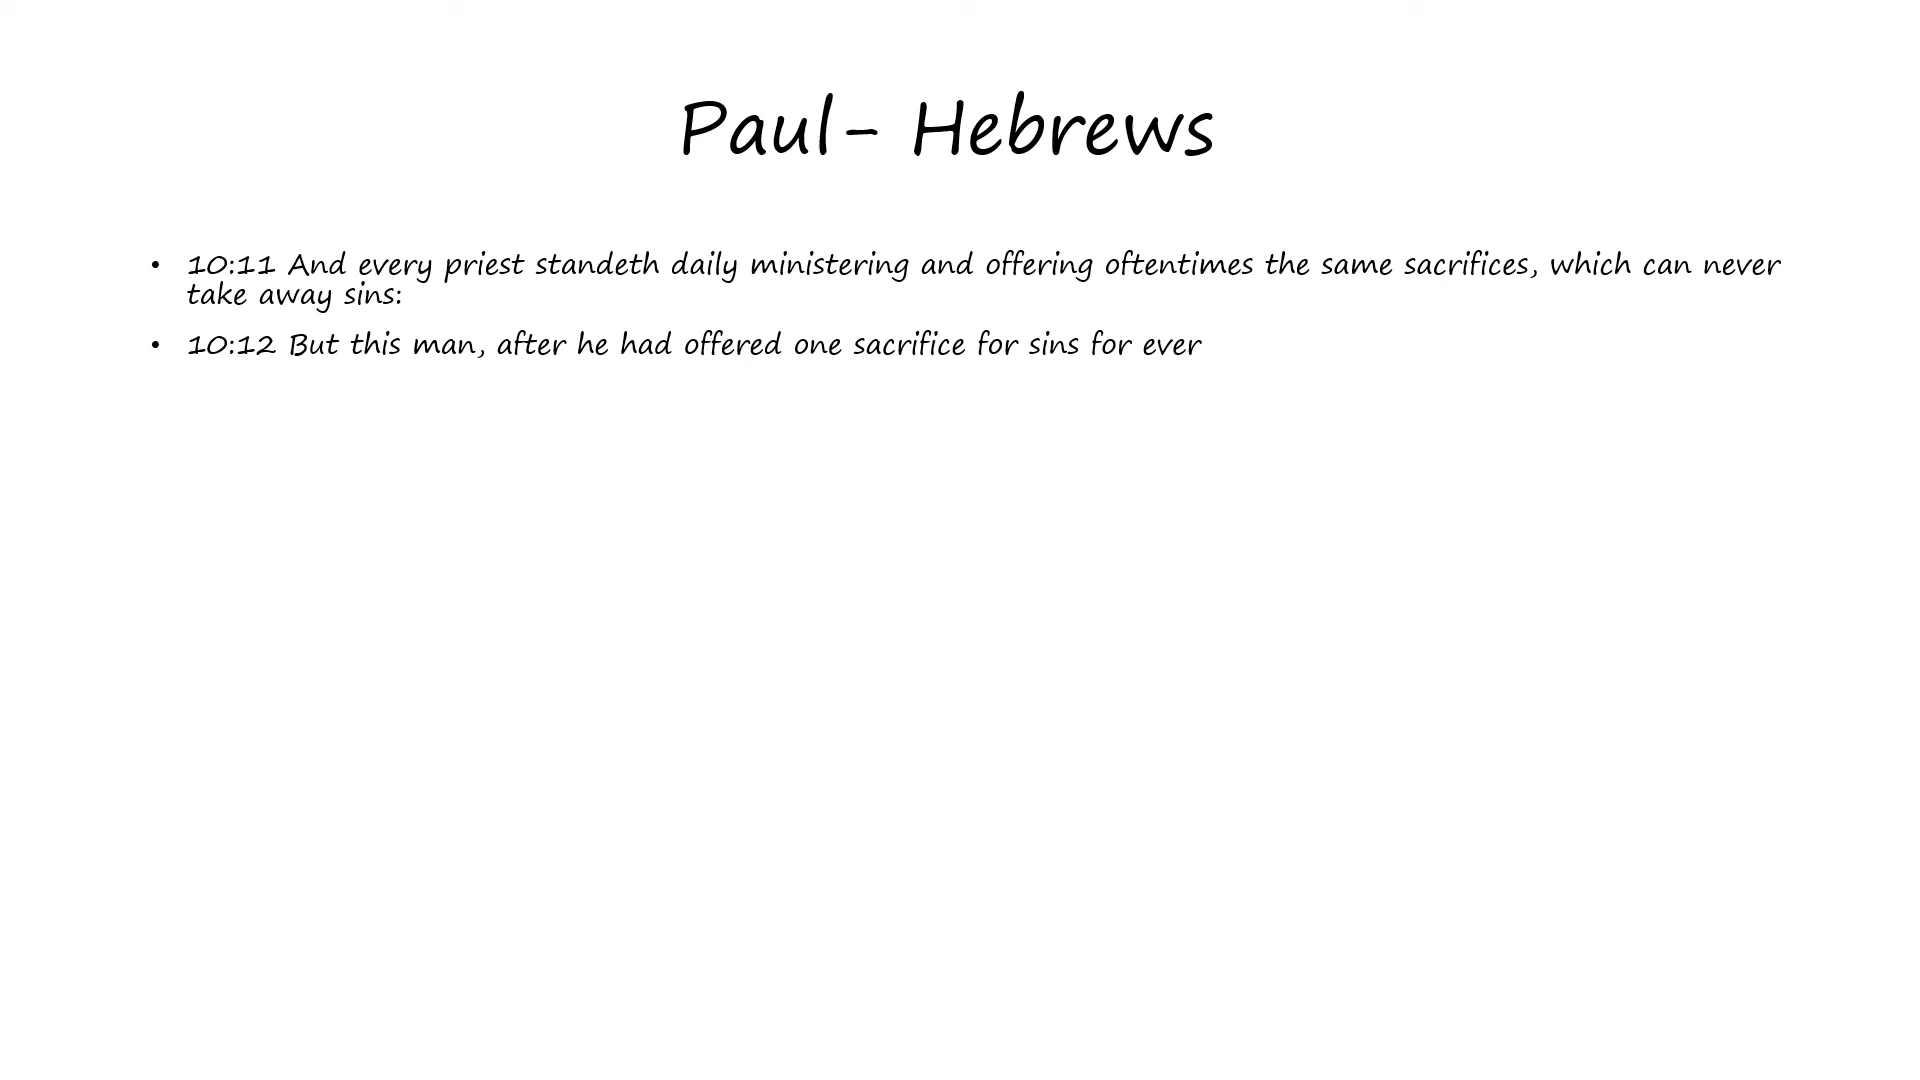 Paul- Hebrews
• 10:11 And every priest standeth daily ministering and offering oftentimes the same sacrifices, which can never
take away sins:
• 10:12 But this man, after he had offered one sacrifice for sins for ever